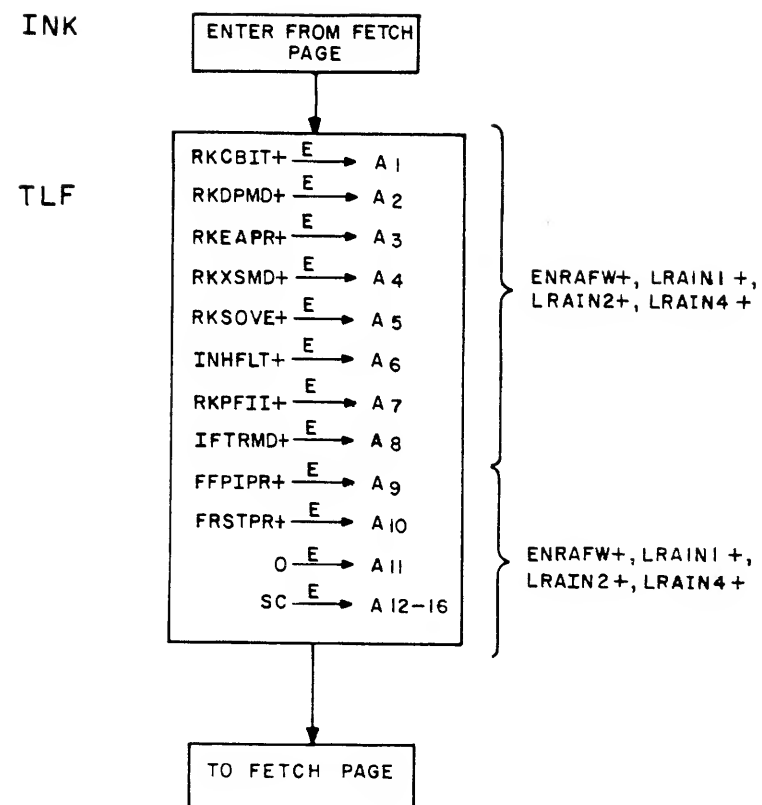 INK
ENTER FROM FETCH
PAGE
TLF
RKCBIT+ E A1
RKDPMD+ E A2
RKEAPR+ E A3
RKXSMD+ E A4
RKSOVE+ E A5
INHFLT+ E A6
RKPFII+ E A7
IFTRMD+ E A8
FFPIPR+ E A9
FRSTPR+ E A10
0 E A11
SC E A12-16
ENRAFW+, LRAIN1+,
LRAIN2+, LRAIN4+
ENRAFW+, LRAIN1+,
LRAIN2+, LRAIN4+
TO FETCH PAGE